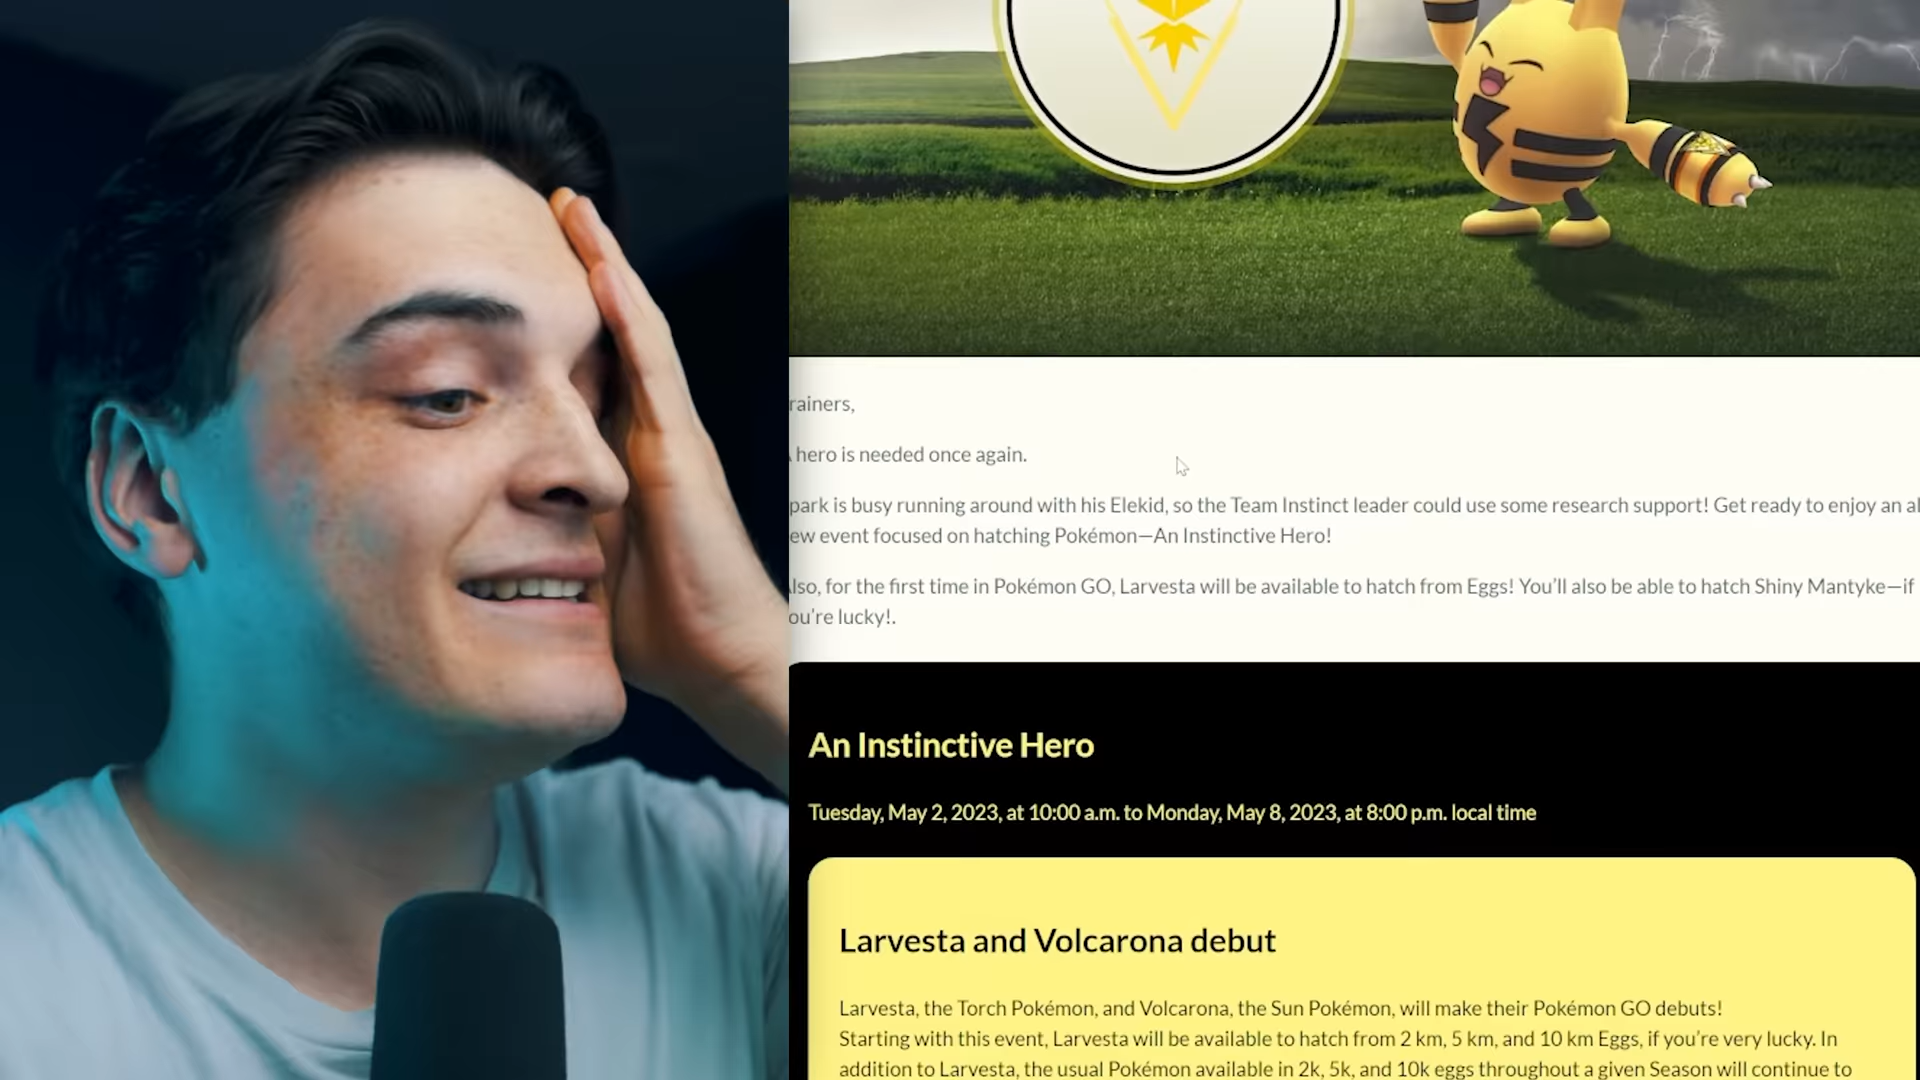 rainers,
hero is needed once again.
park is busy running around with his Elekid, so the Team Instinct leader could use some research support! Get ready to enjoy an al
ew event focused on hatching Pokémon—An Instinctive Hero!
lso, for the first time in Pokémon GO, Larvesta will be available to hatch from Eggs! You'll also be able to hatch Shiny Mantyke—if
ou're lucky!.
An Instinctive Hero
Tuesday, May 2, 2023, at 10:00 a.m. to Monday, May 8, 2023, at 8:00 p.m. local time
Larvesta and Volcarona debut
Larvesta, the Torch Pokémon, and Volcarona, the Sun Pokémon, will make their Pokémon GO debuts!
Starting with this event, Larvesta will be available to hatch from 2 km, 5 km, and 10 km Eggs, if you're very lucky. In
addition to Larvesta, the usual Pokémon available in 2k, 5k, and 10k eggs throughout a given Season will continue to